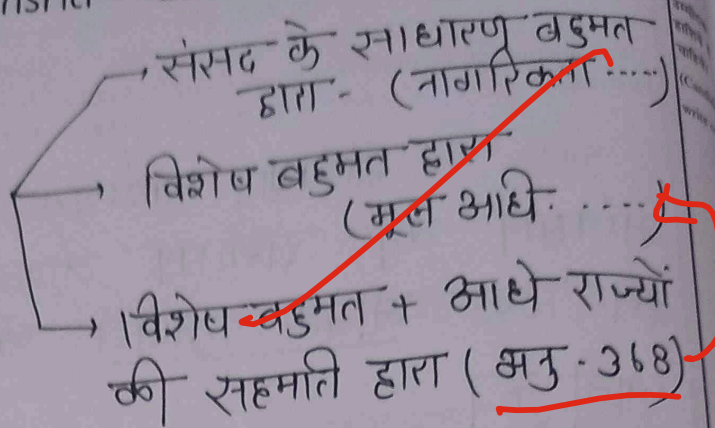 संसद के साधारण बहुमत
द्वारा - (नागरिकता .....)
विशेष बहुमत द्वारा
(मूल अधि. .....)
विशेष बहुमत + आधे राज्यों
की सहमति द्वारा (अनु - 368)